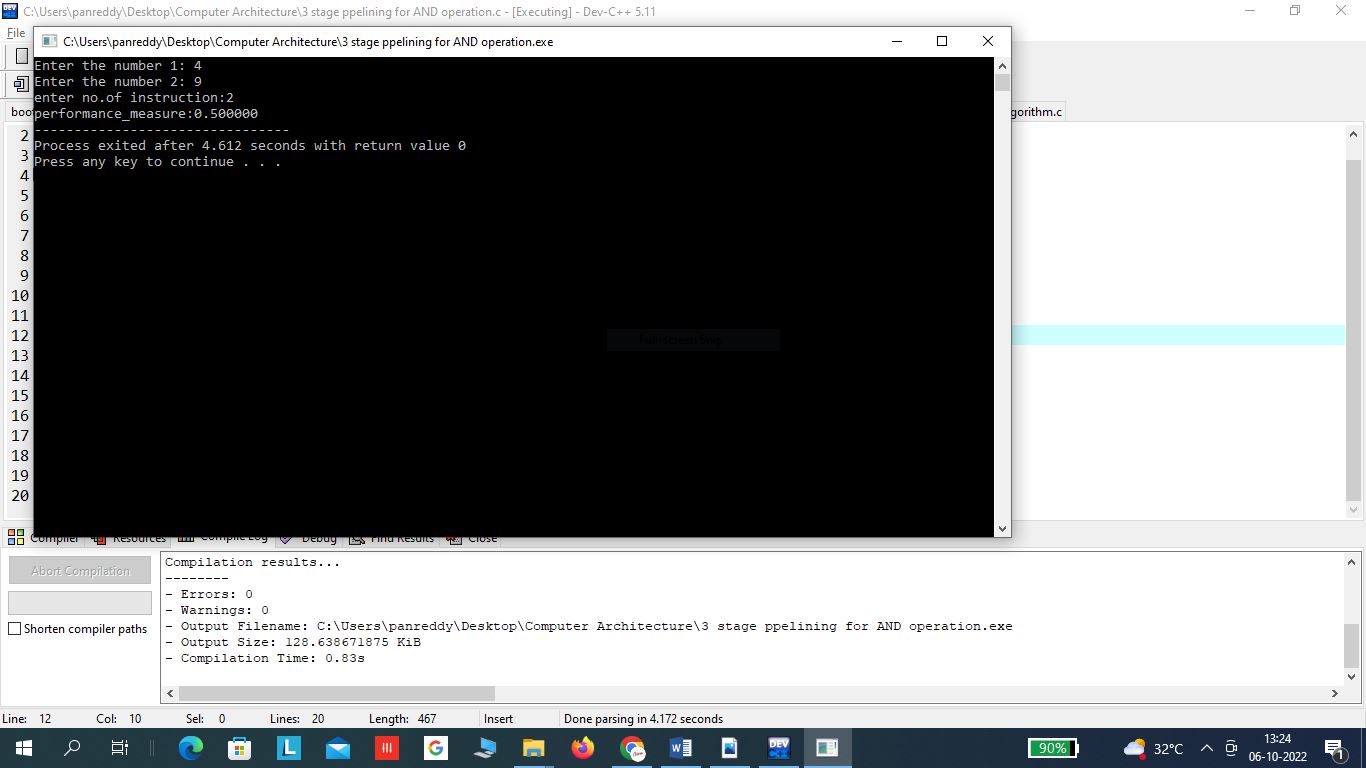 C:\Users\panreddy\Desktop\Computer Architecture\3 stage ppelining for AND operation.c - [Executing] - Dev-C++ 5.11
File
C:\Users\panreddy\Desktop\Computer Architecture\3 stage ppelining for AND operation.exe
Enter the number 1: 4
Enter the number 2: 9
enter no.of instruction:2
performance_measure:0.500000
--------------------------------
Process exited after 4.612 seconds with return value 0
Press any key to continue . . .
boo
gorithm.c
2
3
4
5
6
7
8
9
10
11
12
13
14
15
16
17
18
19
20
Compiler Resources Compile Log Debug Find Results Close
Abort Compilation
Shorten compiler paths
Compilation results...
--------
- Errors: 0
- Warnings: 0
- Output Filename: C:\Users\panreddy\Desktop\Computer Architecture\3 stage ppelining for AND operation.exe
- Output Size: 128.638671875 KiB
- Compilation Time: 0.83s
Line: 12 Col: 10 Sel: 0 Lines: 20 Length: 467 Insert Done parsing in 4.172 seconds
90% 32°C 13:24
06-10-2022
1